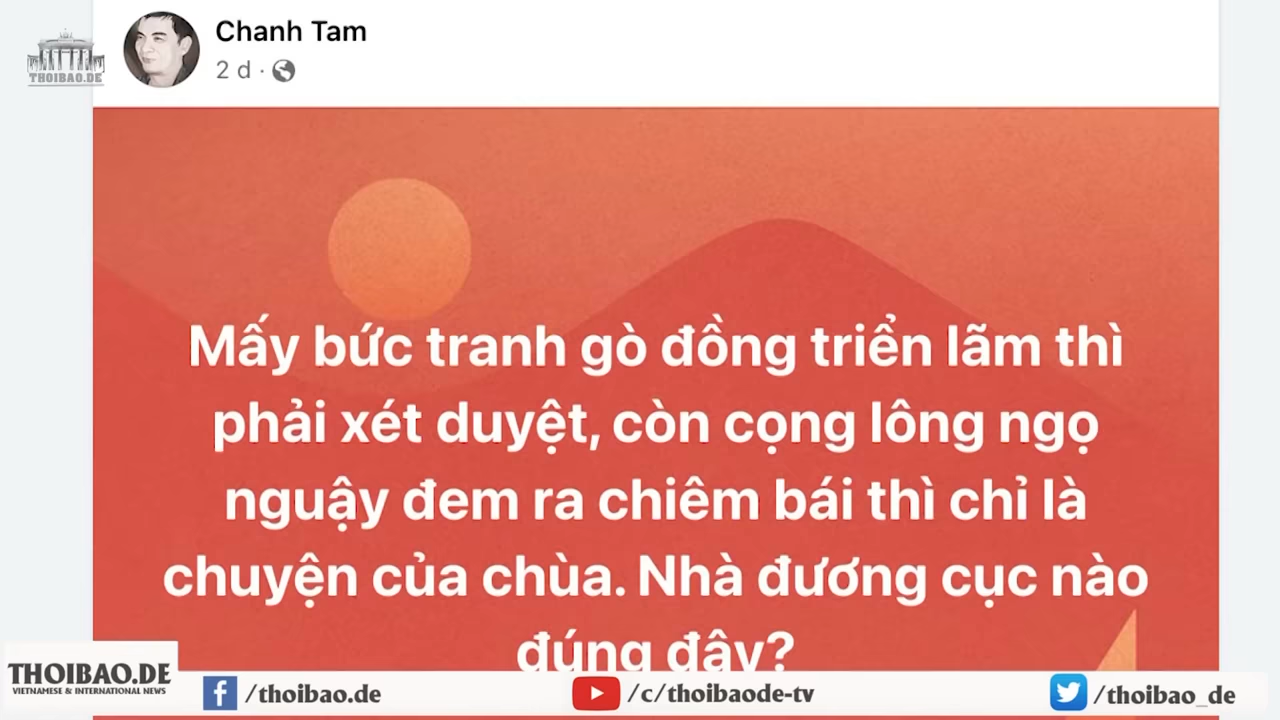 THOIBAO.DE
Chanh Tam
2 d ·
Mấy bức tranh gò đồng triển lãm thì
phải xét duyệt, còn cọng lông ngọ
nguậy đem ra chiêm bái thì chỉ là
chuyện của chùa. Nhà đương cục nào
đúng đây?
THOIBAO.DE
VIETNAMESE & INTERNATIONAL NEWS
/thoibao.de
/c/thoibaode-tv
/thoibao_de